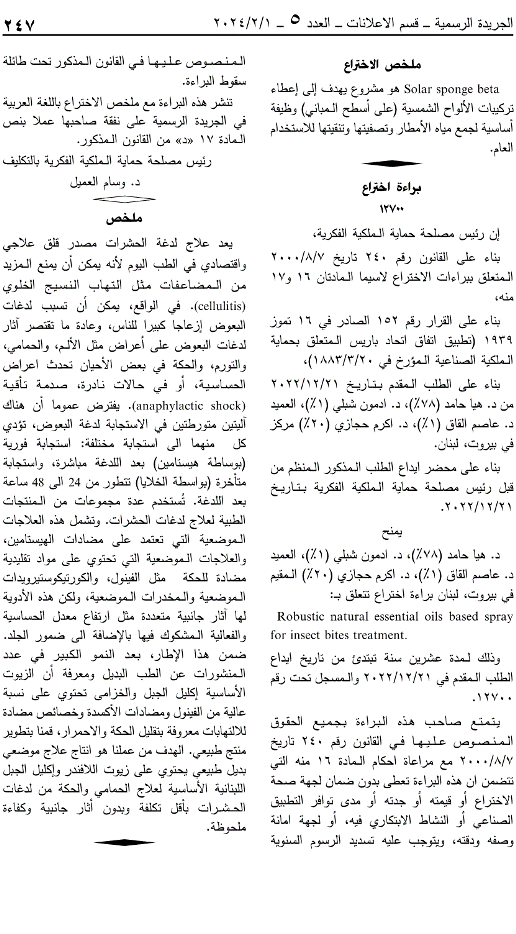 الجريدة الرسمية – قسم الاعلانات – العدد ٥ – ٢٠٢٤/٢/١
٢٤٧
ملخص الاختراع
Solar sponge beta هو مشروع يهدف إلى إعطاء
تركيبات الألواح الشمسية (على أسطح المباني) وظيفة
أساسية لجمع مياه الأمطار وتصفيتها وتنقيتها للاستخدام
العام.
براءة اختراع
١٢٧٠٠
إن رئيس مصلحة حماية الملكية الفكرية،
بناء على القانون رقم ٢٤٠ تاريخ ٢٠٠٠/٨/٧
المتعلق ببراءات الاختراع لاسيما المادتان ١٦ و١٧
منه،
بناء على القرار رقم ١٥٢ الصادر في ١٦ تموز
١٩٣٩ (تطبيق اتفاق اتحاد باريس المتعلق بحماية
الملكية الصناعية المؤرخ في ١٨٨٣/٣/٢٠)،
بناء على الطلب المقدم بتاريخ ٢٠٢٢/١٢/٢١
من د. هيا حامد (٧٨٪)، د. ادمون شبلي (١٪)، العميد
د. عاصم القاق (١٪)، د. اكرم حجازي (٢٠٪) مركز
في بيروت، لبنان.
بناء على محضر ايداع الطلب المذكور المنظم من
قبل رئيس مصلحة حماية الملكية الفكرية بتاريخ
٢٠٢٢/١٢/٢١.
يمنح
د. هيا حامد (٧٨٪)، د. ادمون شبلي (١٪)، العميد
د. عاصم القاق (١٪)، د. اكرم حجازي (٢٠٪) المقيم
في بيروت، لبنان براءة اختراع تتعلق بـ:
Robustic natural essential oils based spray
for insect bites treatment.
وذلك لمدة عشرين سنة تبتدئ من تاريخ ايداع
الطلب المقدم في ٢٠٢٢/١٢/٢١ والمسجل تحت رقم
١٢٧٠٠.
يتمتع صاحب هذه البراءة بجميع الحقوق
المنصوص عليها في القانون رقم ٢٤٠ تاريخ
٢٠٠٠/٨/٧ مع مراعاة احكام المادة ١٦ منه التي
تتضمن ان هذه البراءة تعطى بدون ضمان لجهة صحة
الاختراع أو قيمته أو جدته أو مدى توافر التطبيق
الصناعي أو النشاط الابتكاري فيه، أو لجهة امانة
وصفه ودقته، ويتوجب عليه تسديد الرسوم السنوية
المنصوص عليها في القانون المذكور تحت طائلة
سقوط البراءة.
تنشر هذه البراءة مع ملخص الاختراع باللغة العربية
في الجريدة الرسمية على نفقة صاحبها عملا بنص
المادة ١٧ «د» من القانون المذكور.
رئيس مصلحة حماية الملكية الفكرية بالتكليف
د. وسام العميل
ملخص
يعد علاج لدغة الحشرات مصدر قلق علاجي
واقتصادي في الطب اليوم لأنه يمكن أن يمنع المزيد
من المضاعفات مثل التهاب النسيج الخلوي
(cellulitis). في الواقع، يمكن أن تسبب لدغات
البعوض إزعاجا كبيرا للناس، وعادة ما تقتصر آثار
لدغات البعوض على أعراض مثل الألم، والحمامي،
والتورم، والحكة في بعض الأحيان تحدث اعراض
الحساسية، أو في حالات نادرة، صدمة تأقية
(anaphylactic shock). يفترض عموما أن هناك
آليتين متورطتين في الاستجابة لدغة البعوض، تؤدي
كل منهما الى استجابة مختلفة: استجابة فورية
(بوساطة هيستامين) بعد اللدغة مباشرة، واستجابة
متأخرة (بواسطة الخلايا) تتطور من 24 الى 48 ساعة
بعد اللدغة. تُستخدم عدة مجموعات من المنتجات
الطبية لعلاج لدغات الحشرات. وتشمل هذه العلاجات
الموضعية التي تعتمد على مضادات الهيستامين،
والعلاجات الموضعية التي تحتوي على مواد تقليدية
مضادة للحكة مثل الفينول، والكورتيكوستيرويدات
الموضعية والمخدرات الموضعية، ولكن هذه الأدوية
لها آثار جانبية متعددة مثل ارتفاع معدل الحساسية
والفعالية المشكوك فيها بالإضافة الى ضمور الجلد.
ضمن هذا الإطار، بعد النمو الكبير في عدد
المنشورات عن الطب البديل ومعرفة أن الزيوت
الأساسية إكليل الجبل والخزامى تحتوي على نسبة
عالية من الفينول ومضادات الأكسدة وخصائص مضادة
للالتهابات معروفة بتقليل الحكة والاحمرار، قمنا بتطوير
منتج طبيعي. الهدف من عملنا هو انتاج علاج موضعي
بديل طبيعي يحتوي على زيوت اللافندر وإكليل الجبل
اللبنانية الأساسية لعلاج الحمامي والحكة من لدغات
الحشرات بأقل تكلفة وبدون أثار جانبية وكفاءة
ملحوظة.